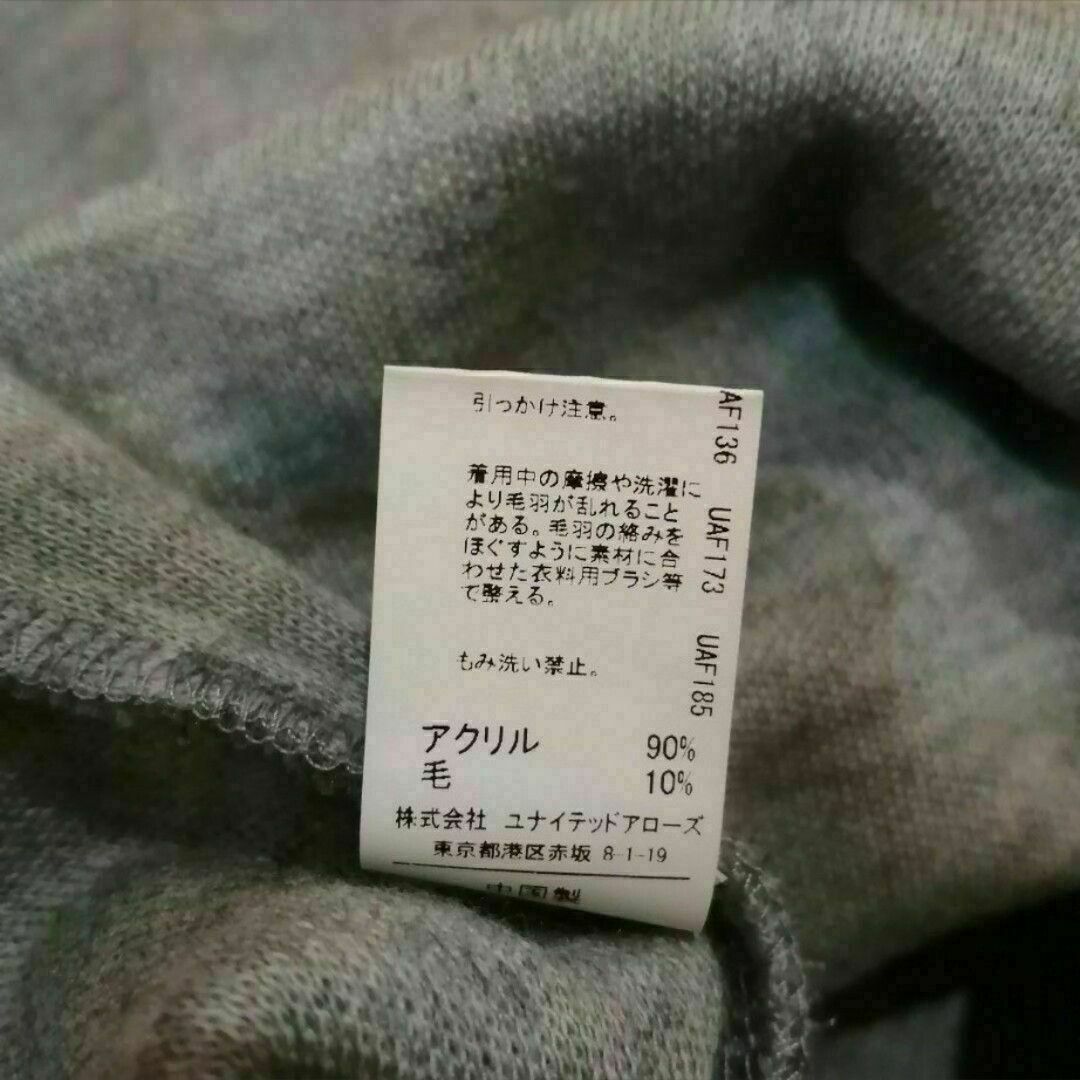 引っかけ注意。
着用中の摩擦や洗濯に
より毛羽が乱れること
がある。毛羽の絡みを
ほぐすように素材に合
わせた衣料用ブラシ等
で整える。
もみ洗い禁止。
アクリル 90%
毛 10%
株式会社 ユナイテッドアローズ
東京都港区赤坂 8-1-19
中国製
AF136 UAF173 UAF185